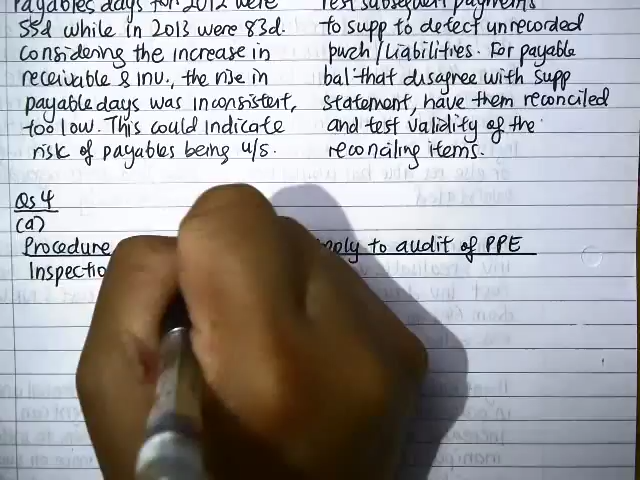 Payables days for 2012 were
55d while in 2013 were 83d.
considering the increase in
receivable & inv., the rise in
payable days was inconsistent,
too low. This could indicate
risk of payables being u/s.
Test subsequent payments
to supp to detect unrecorded
purch/Liabilities. For payable
bal that disagree with supp
statement, have them reconciled
and test validity of the
reconciling items.
Qs 4
(a)
Procedure apply to audit of PPE
Inspectio